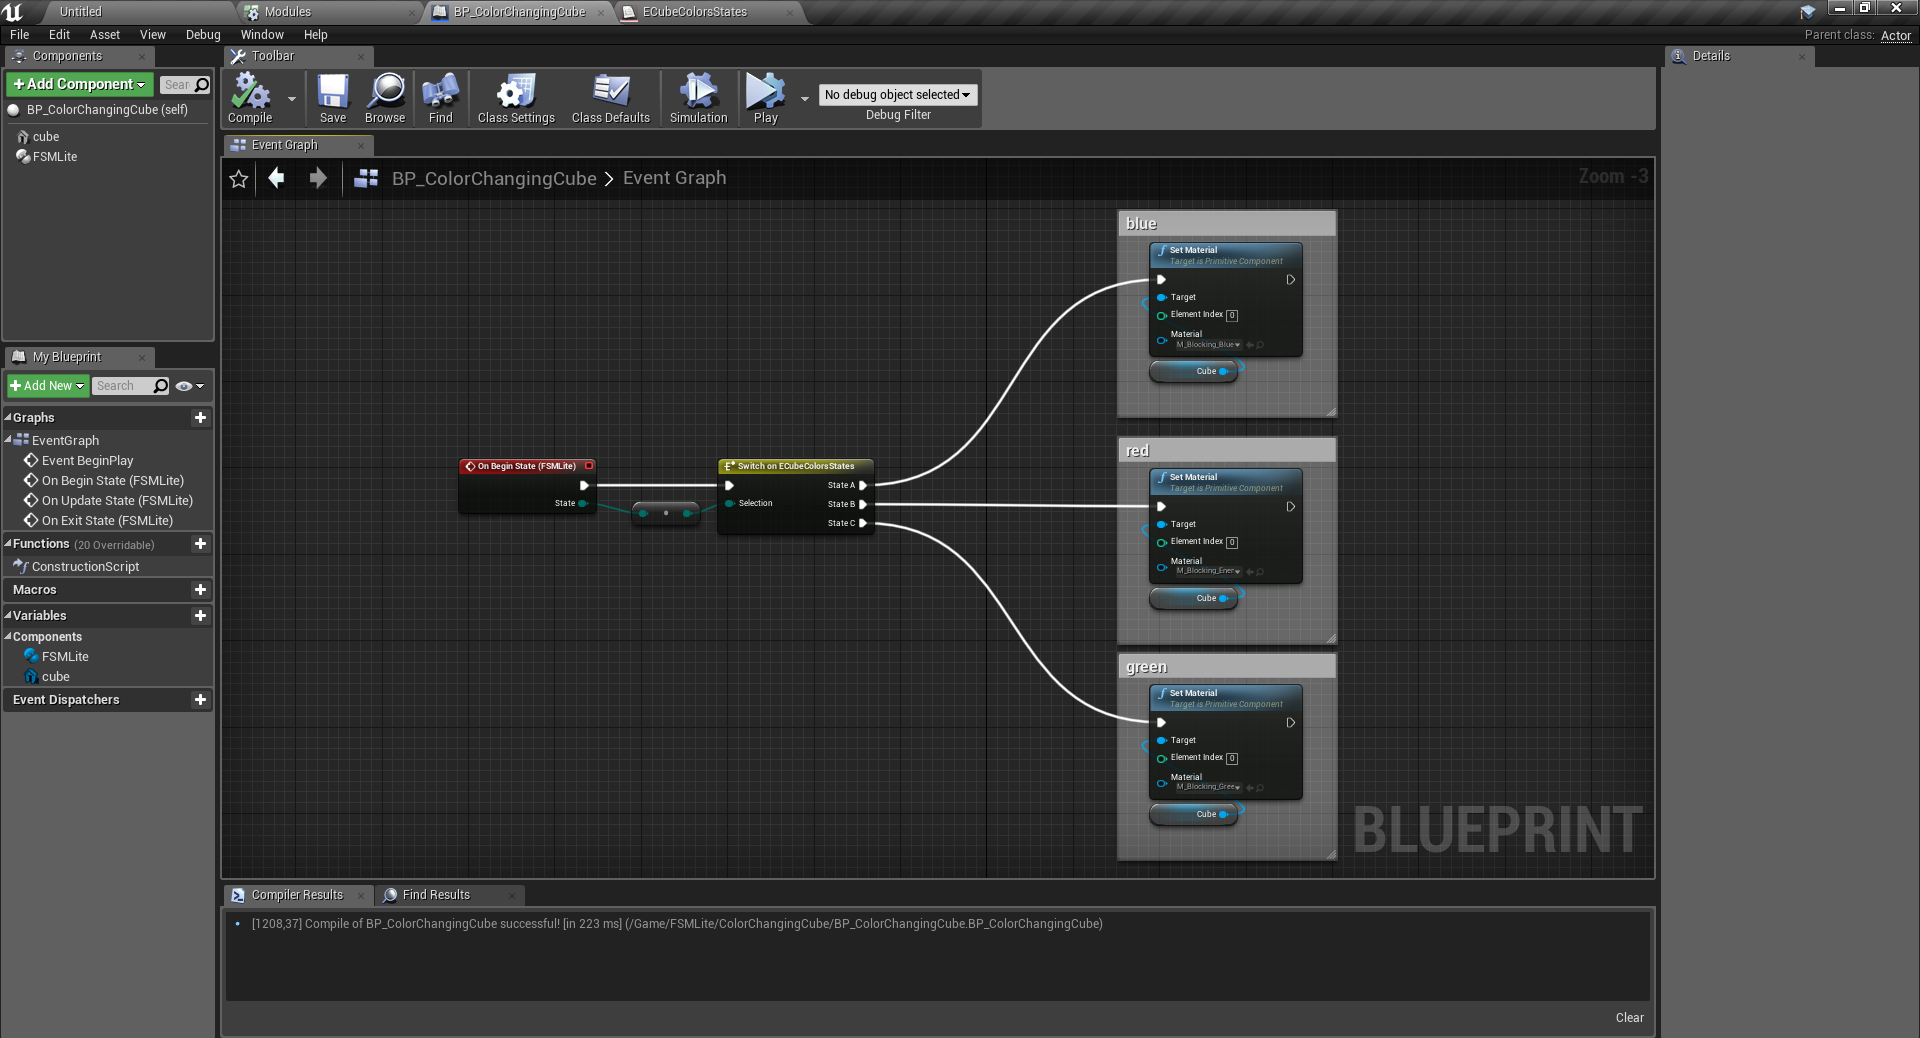 Untitled
Modules
BP_ColorChangingCube
ECubeColorsStates
File Edit Asset View Debug Window Help
Parent class: Actor
Components
+ Add Component
Sear
BP_ColorChangingCube (self)
cube
FSMLite
My Blueprint
+ Add New
Search
Graphs
EventGraph
Event BeginPlay
On Begin State (FSMLite)
On Update State (FSMLite)
On Exit State (FSMLite)
Functions (20 Overridable)
ConstructionScript
Macros
Variables
Components
FSMLite
cube
Event Dispatchers
Toolbar
Compile
Save
Browse
Find
Class Settings
Class Defaults
Simulation
Play
No debug object selected
Debug Filter
Event Graph
BP_ColorChangingCube > Event Graph
Zoom -3
On Begin State (FSMLite)
State
Switch on ECubeColorsStates
Selection
State A
State B
State C
blue
Set Material
Target is Primitive Component
Target
Element Index 0
Material
M_Blocking_Blue
Cube
red
Set Material
Target is Primitive Component
Target
Element Index 0
Material
M_Blocking_Ener
Cube
green
Set Material
Target is Primitive Component
Target
Element Index 0
Material
M_Blocking_Gree
Cube
BLUEPRINT
Compiler Results
Find Results
[1208,37] Compile of BP_ColorChangingCube successful! [in 223 ms] (/Game/FSMLite/ColorChangingCube/BP_ColorChangingCube.BP_ColorChangingCube)
Clear
Details